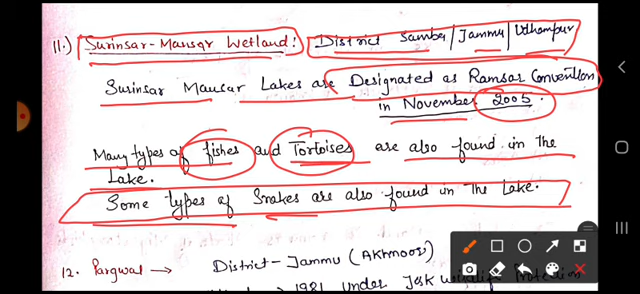 11.) Surinsar-Mansar Wetland: District Samba/Jammu/Udhampur
Surinsar Mansar Lakes are Designated as Ramsar Convention
in November 2005.
Many types of fishes and Tortoises are also found in the
Lake.
Some types of Snakes are also found in the Lake.
12. Pargwal → District-Jammu (AKhnoor)
1981 under J&K Wildlife Protection